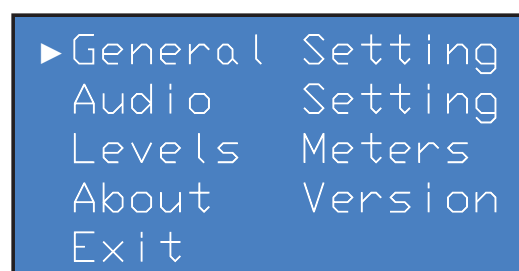 ►General Setting
Audio Setting
Levels Meters
About Version
Exit